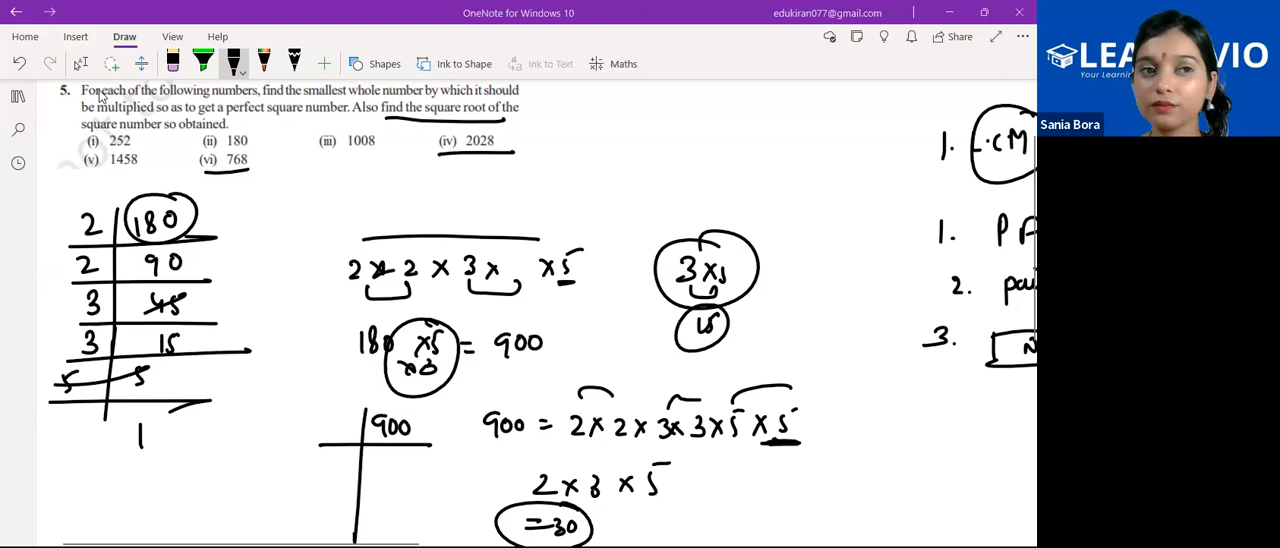 OneNote for Windows 10
edukiran077@gmail.com
Home Insert Draw View Help
Share
Shapes Ink to Shape Ink to Text Maths
5. For each of the following numbers, find the smallest whole number by which it should
be multiplied so as to get a perfect square number. Also find the square root of the
square number so obtained.
(i) 252 (ii) 180 (iii) 1008 (iv) 2028
(v) 1458 (vi) 768
Sania Bora
2 180
2 90
3 45
3 15
5 5
1
2 × 2 × 3 × × 5
180 ×5 = 900
×3
3 × 5
15
900
900 = 2 × 2 × 3 × 3 × 5 × 5
2 × 3 × 5
= 30
1.
1. PF
2. pai
3. N